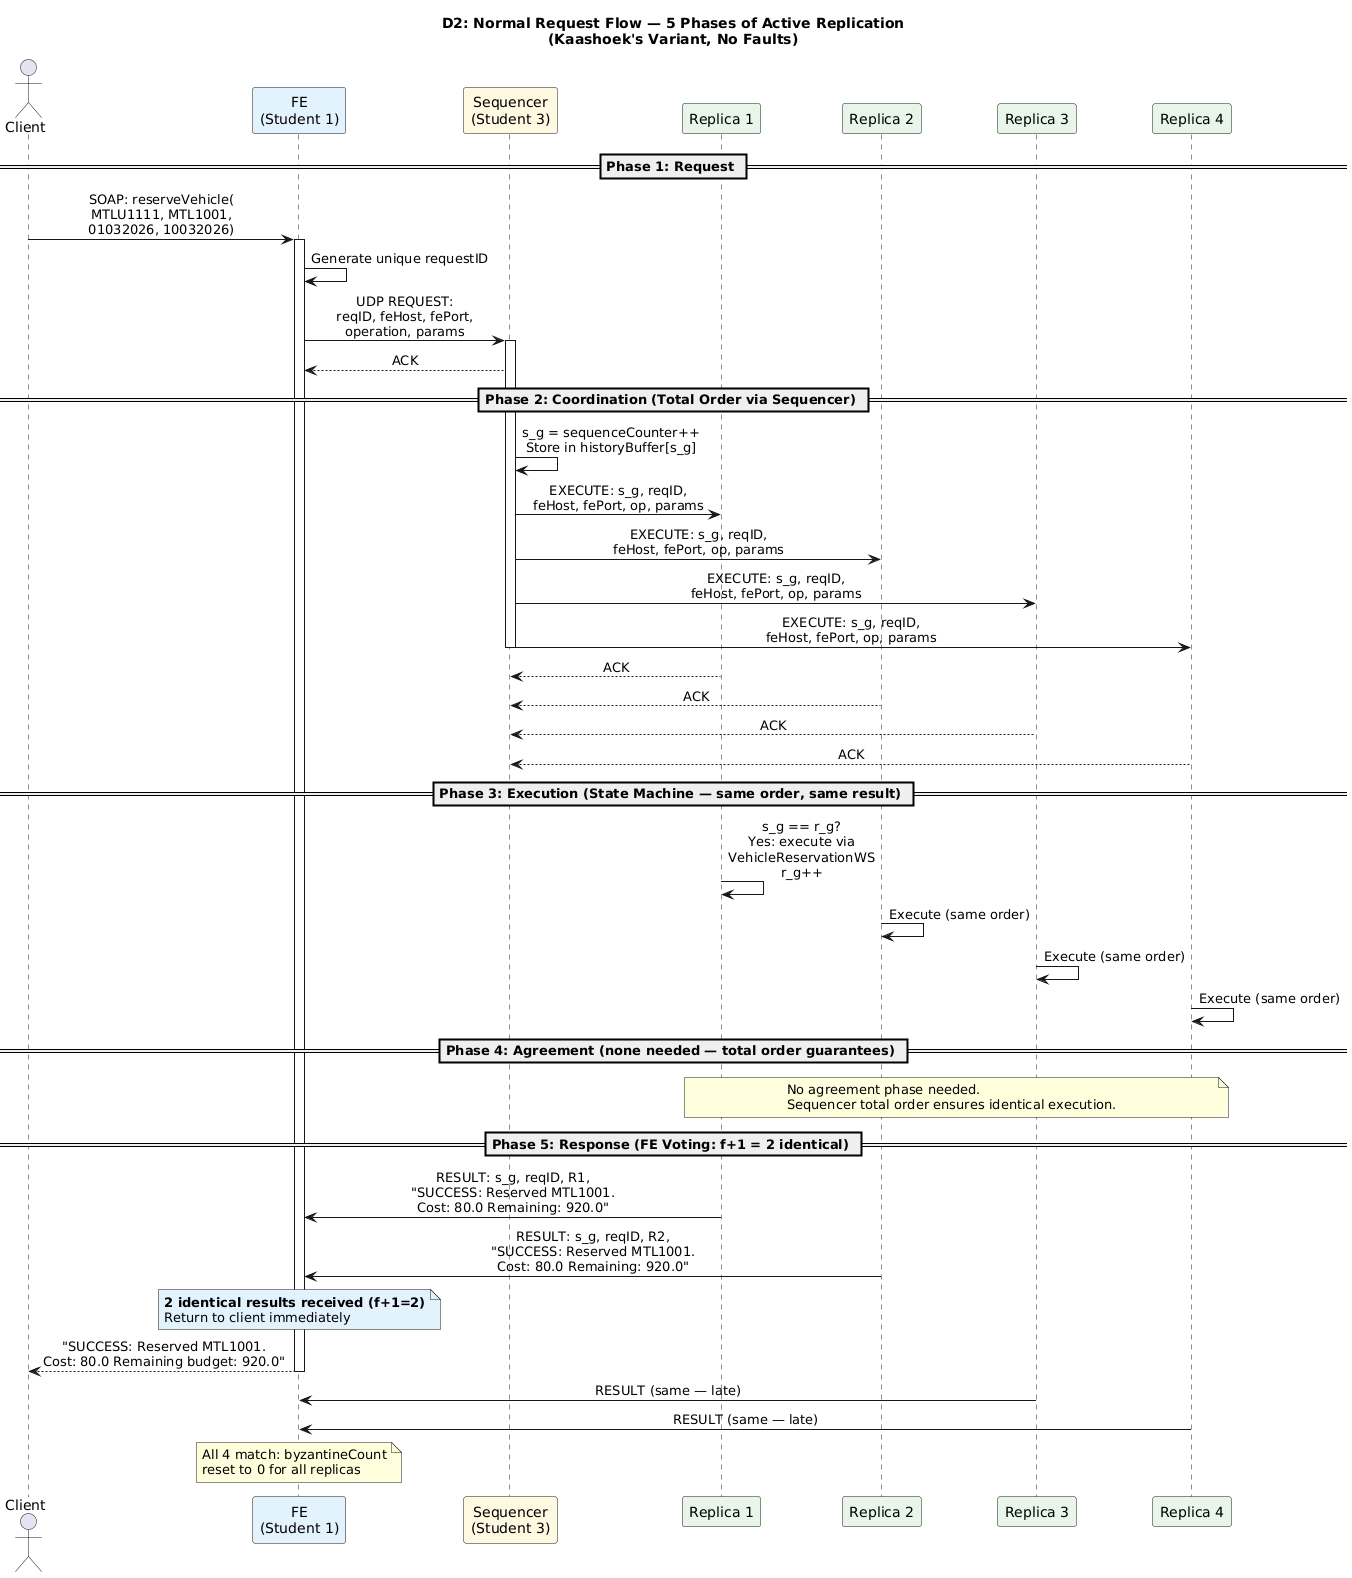 D2: Normal Request Flow — 5 Phases of Active Replication
(Kaashoek's Variant, No Faults)
Client
FE
(Student 1)
Sequencer
(Student 3)
Replica 1
Replica 2
Replica 3
Replica 4
Phase 1: Request
SOAP: reserveVehicle(
MTLU1111, MTL1001,
01032026, 10032026)
Generate unique requestID
UDP REQUEST:
reqID, feHost, fePort,
operation, params
ACK
Phase 2: Coordination (Total Order via Sequencer)
s_g = sequenceCounter++
Store in historyBuffer[s_g]
EXECUTE: s_g, reqID,
feHost, fePort, op, params
EXECUTE: s_g, reqID,
feHost, fePort, op, params
EXECUTE: s_g, reqID,
feHost, fePort, op, params
EXECUTE: s_g, reqID,
feHost, fePort, op, params
ACK
ACK
ACK
ACK
Phase 3: Execution (State Machine — same order, same result)
s_g == r_g?
Yes: execute via
VehicleReservationWS
r_g++
Execute (same order)
Execute (same order)
Execute (same order)
Phase 4: Agreement (none needed — total order guarantees)
No agreement phase needed.
Sequencer total order ensures identical execution.
Phase 5: Response (FE Voting: f+1 = 2 identical)
RESULT: s_g, reqID, R1,
"SUCCESS: Reserved MTL1001.
Cost: 80.0 Remaining: 920.0"
RESULT: s_g, reqID, R2,
"SUCCESS: Reserved MTL1001.
Cost: 80.0 Remaining: 920.0"
2 identical results received (f+1=2)
Return to client immediately
"SUCCESS: Reserved MTL1001.
Cost: 80.0 Remaining budget: 920.0"
RESULT (same — late)
RESULT (same — late)
All 4 match: byzantineCount
reset to 0 for all replicas
Client
FE
(Student 1)
Sequencer
(Student 3)
Replica 1
Replica 2
Replica 3
Replica 4